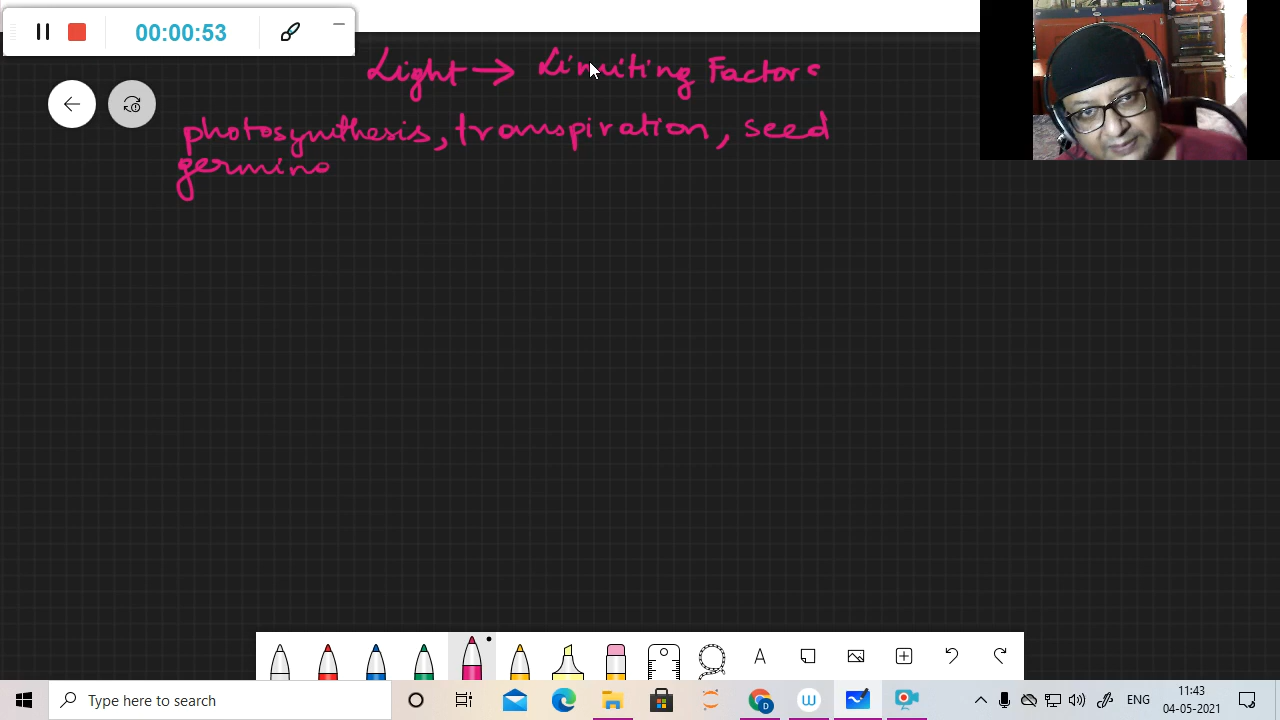 00:00:53
Light → Limiting Factors
photosynthesis, transpiration, seed
germina
A
Type here to search
ENG
11:43
04-05-2021